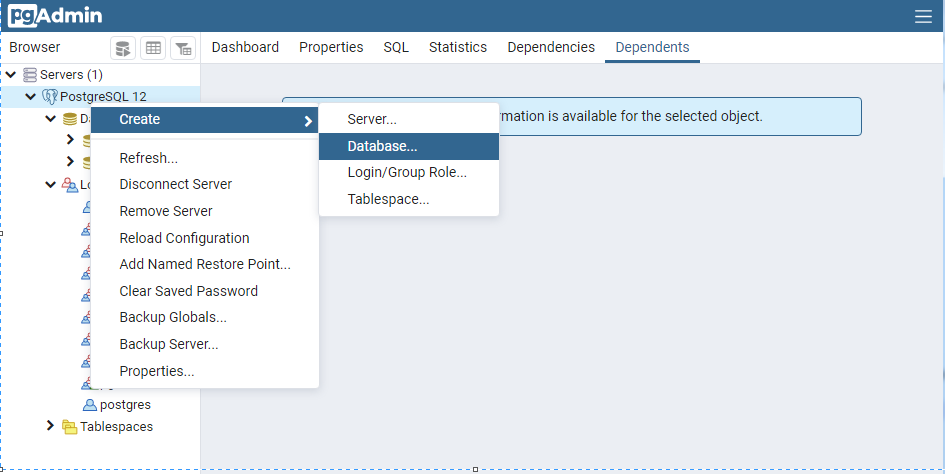 pgAdmin
Browser
Dashboard Properties SQL Statistics Dependencies Dependents
Servers (1)
PostgreSQL 12
Create
Server...
rmation is available for the selected object.
Database...
Refresh...
Login/Group Role...
Disconnect Server
Tablespace...
Remove Server
Reload Configuration
Add Named Restore Point...
Clear Saved Password
Backup Globals...
Backup Server...
Properties...
postgres
Tablespaces